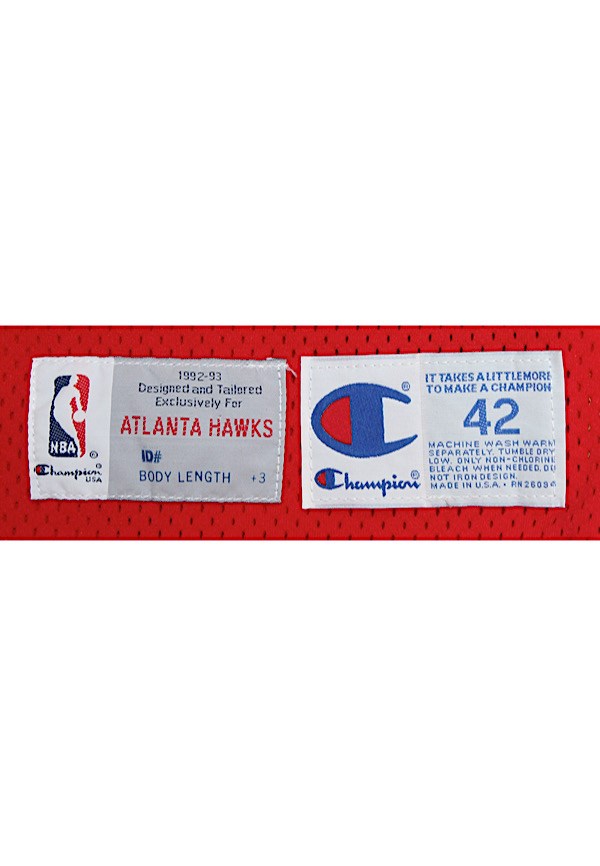 1992-93
Designed and Tailored
Exclusively For
ATLANTA HAWKS
ID#
BODY LENGTH +3
NBA ®
Champion ®
USA
®
IT TAKES A LITTLE MORE
TO MAKE A CHAMPION
42
MACHINE WASH WARM
SEPARATELY. TUMBLE DRY
LOW. ONLY NON-CHLORINE
BLEACH WHEN NEEDED. DO
NOT IRON DESIGN.
MADE IN U.S.A. • RN2609
Champion ®